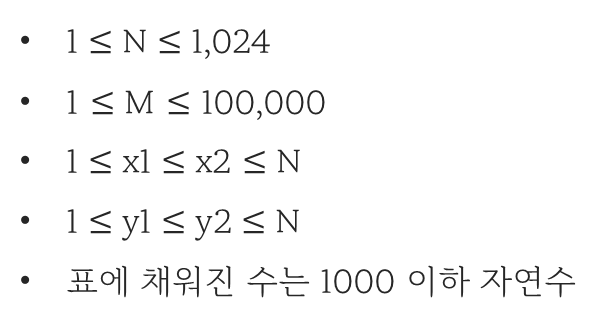 • 1 ≤ N ≤ 1,024
• 1 ≤ M ≤ 100,000
• 1 ≤ x1 ≤ x2 ≤ N
• 1 ≤ y1 ≤ y2 ≤ N
• 표에 채워진 수는 1000 이하 자연수